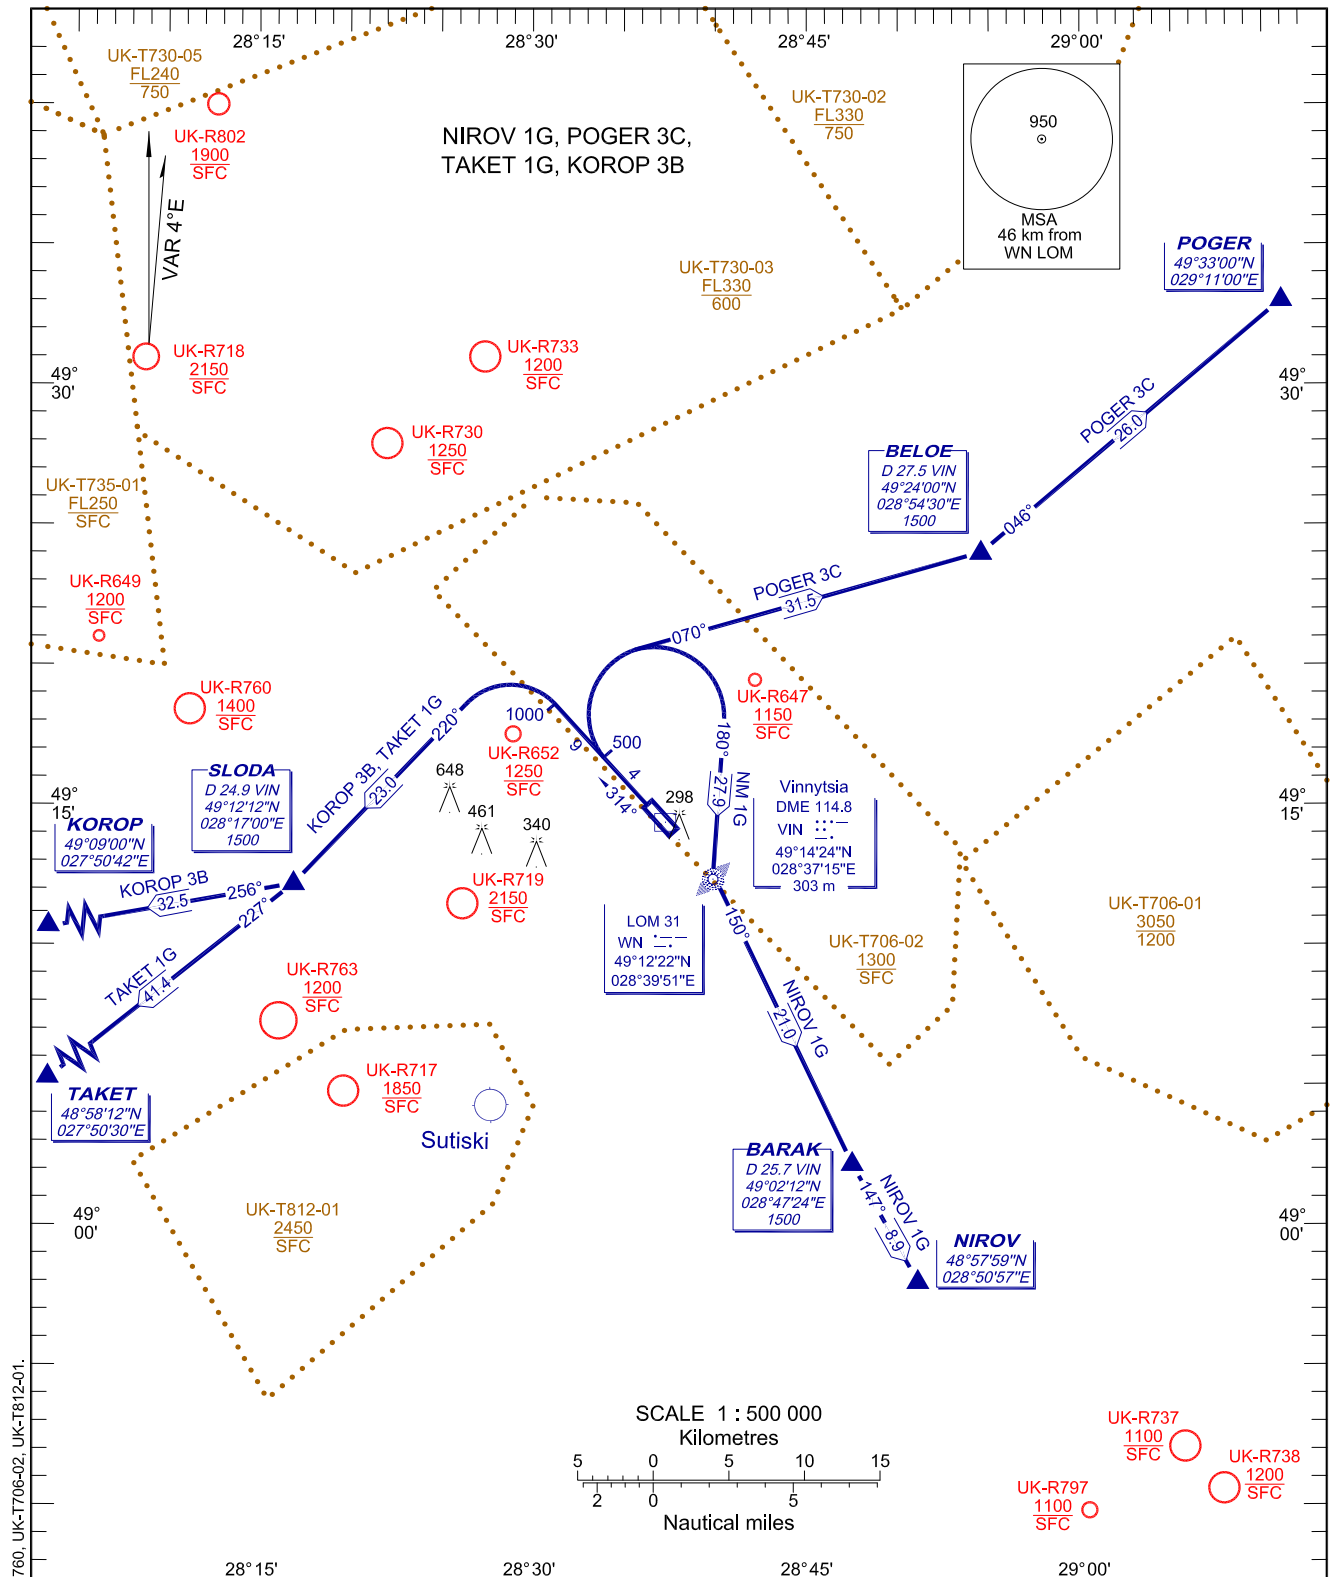 28°15'
28°30'
28°45'
29°00'
UK-T730-05
FL240
750
UK-R802
1900
SFC
NIROV 1G, POGER 3C,
TAKET 1G, KOROP 3B
UK-T730-02
FL330
750
950
MSA
46 km from
WN LOM
VAR 4°E
POGER
49°33'00"N
029°11'00"E
UK-T730-03
FL330
600
UK-R718
2150
SFC
UK-R733
1200
SFC
49°
30'
49°
30'
POGER 3C
26.0
046°
UK-R730
1250
SFC
BELOE
D 27.5 VIN
49°24'00"N
028°54'30"E
1500
UK-T735-01
FL250
SFC
UK-R649
1200
SFC
POGER 3C
31.5
070°
UK-R760
1400
SFC
UK-R647
1150
SFC
KOROP 3B, TAKET 1G
220°
23.0
1000
9
500
4
314°
UK-R652
1250
SFC
180°
27.9
NM 1G
648
461
340
298
SLODA
D 24.9 VIN
49°12'12"N
028°17'00"E
1500
Vinnytsia
DME 114.8
VIN
49°14'24"N
028°37'15"E
303 m
49°
15'
49°
15'
KOROP
49°09'00"N
027°50'42"E
KOROP 3B
32.5
256°
227°
UK-R719
2150
SFC
LOM 31
WN
49°12'22"N
028°39'51"E
150°
UK-T706-02
1300
SFC
UK-T706-01
3050
1200
TAKET 1G
41.4
UK-R763
1200
SFC
NIROV 1G
21.0
TAKET
48°58'12"N
027°50'30"E
UK-R717
1850
SFC
Sutiski
BARAK
D 25.7 VIN
49°02'12"N
028°47'24"E
1500
147°
8.9
NIROV 1G
UK-T812-01
2450
SFC
49°
00'
49°
00'
NIROV
48°57'59"N
028°50'57"E
760, UK-T706-02, UK-T812-01.
SCALE 1 : 500 000
Kilometres
5 0 5 10 15
2 0 5
Nautical miles
UK-R737
1100
SFC
UK-R738
1200
SFC
UK-R797
1100
SFC
28°15'
28°30'
28°45'
29°00'